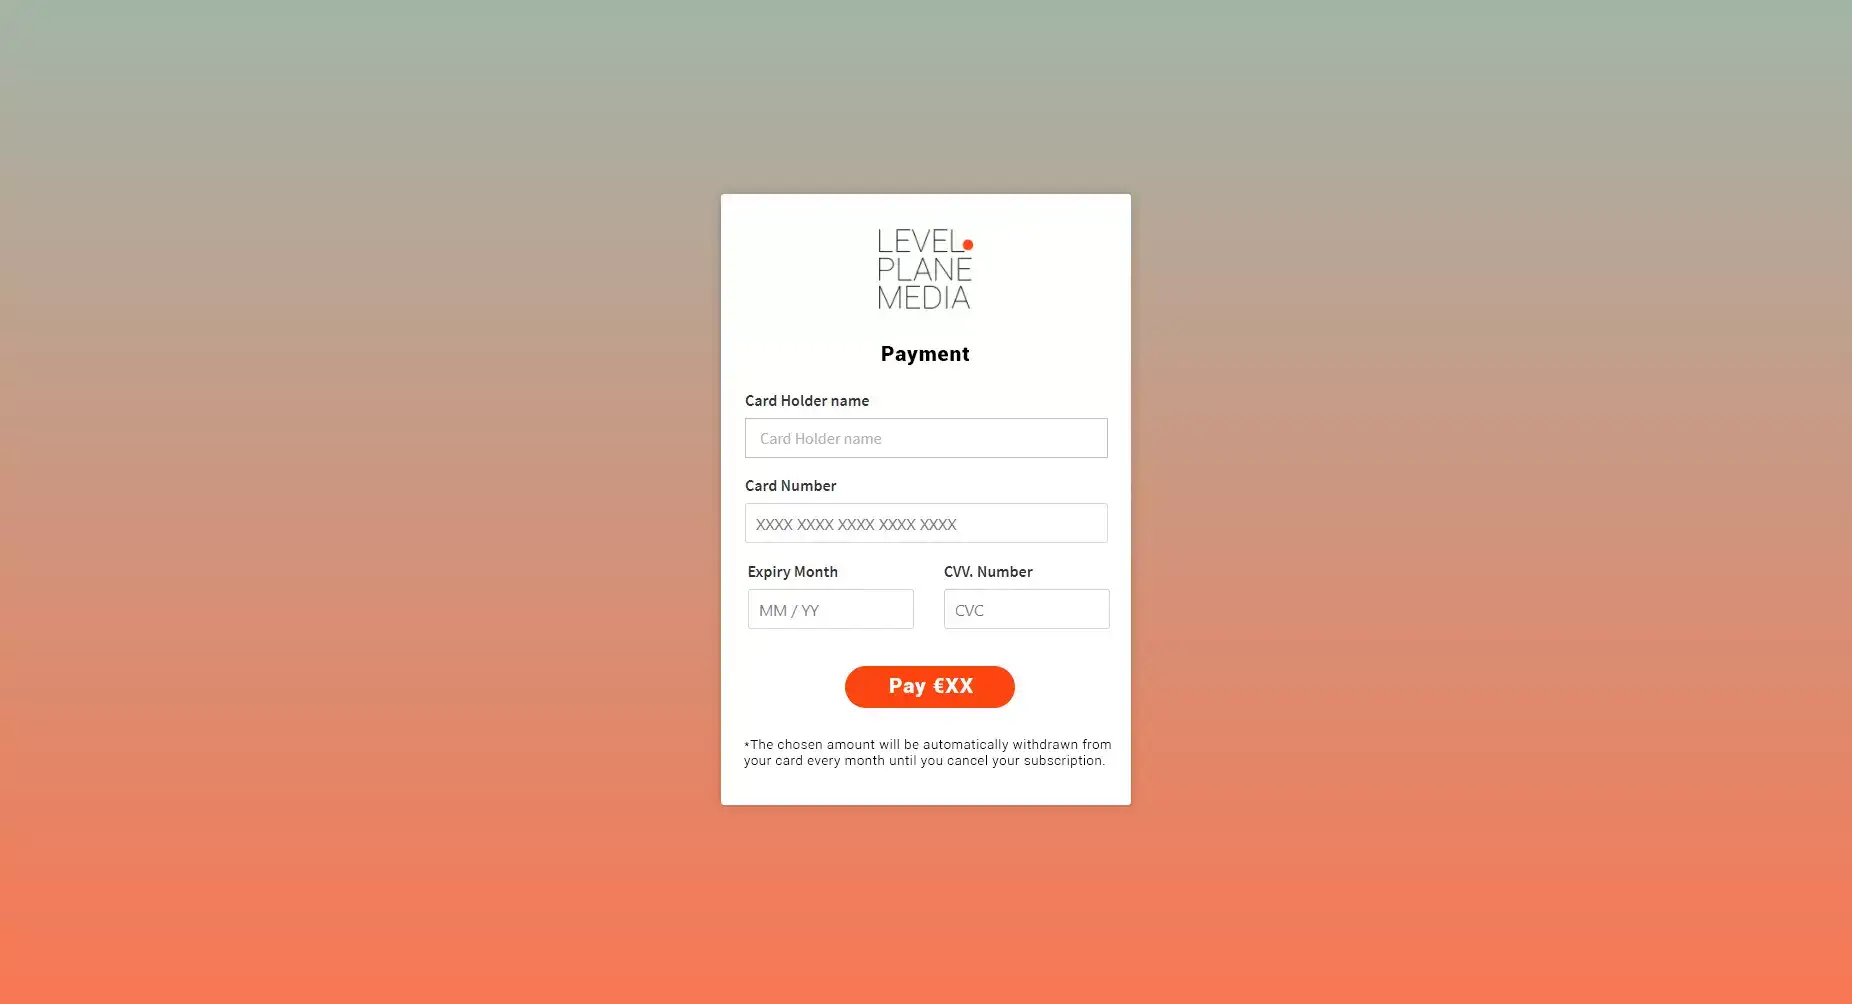 LEVEL
PLANE
MEDIA
Payment
Card Holder name
Card Holder name
Card Number
XXXX XXXX XXXX XXXX XXXX
Expiry Month CVV. Number
MM / YY CVC
Pay €XX
*The chosen amount will be automatically withdrawn from
your card every month until you cancel your subscription.